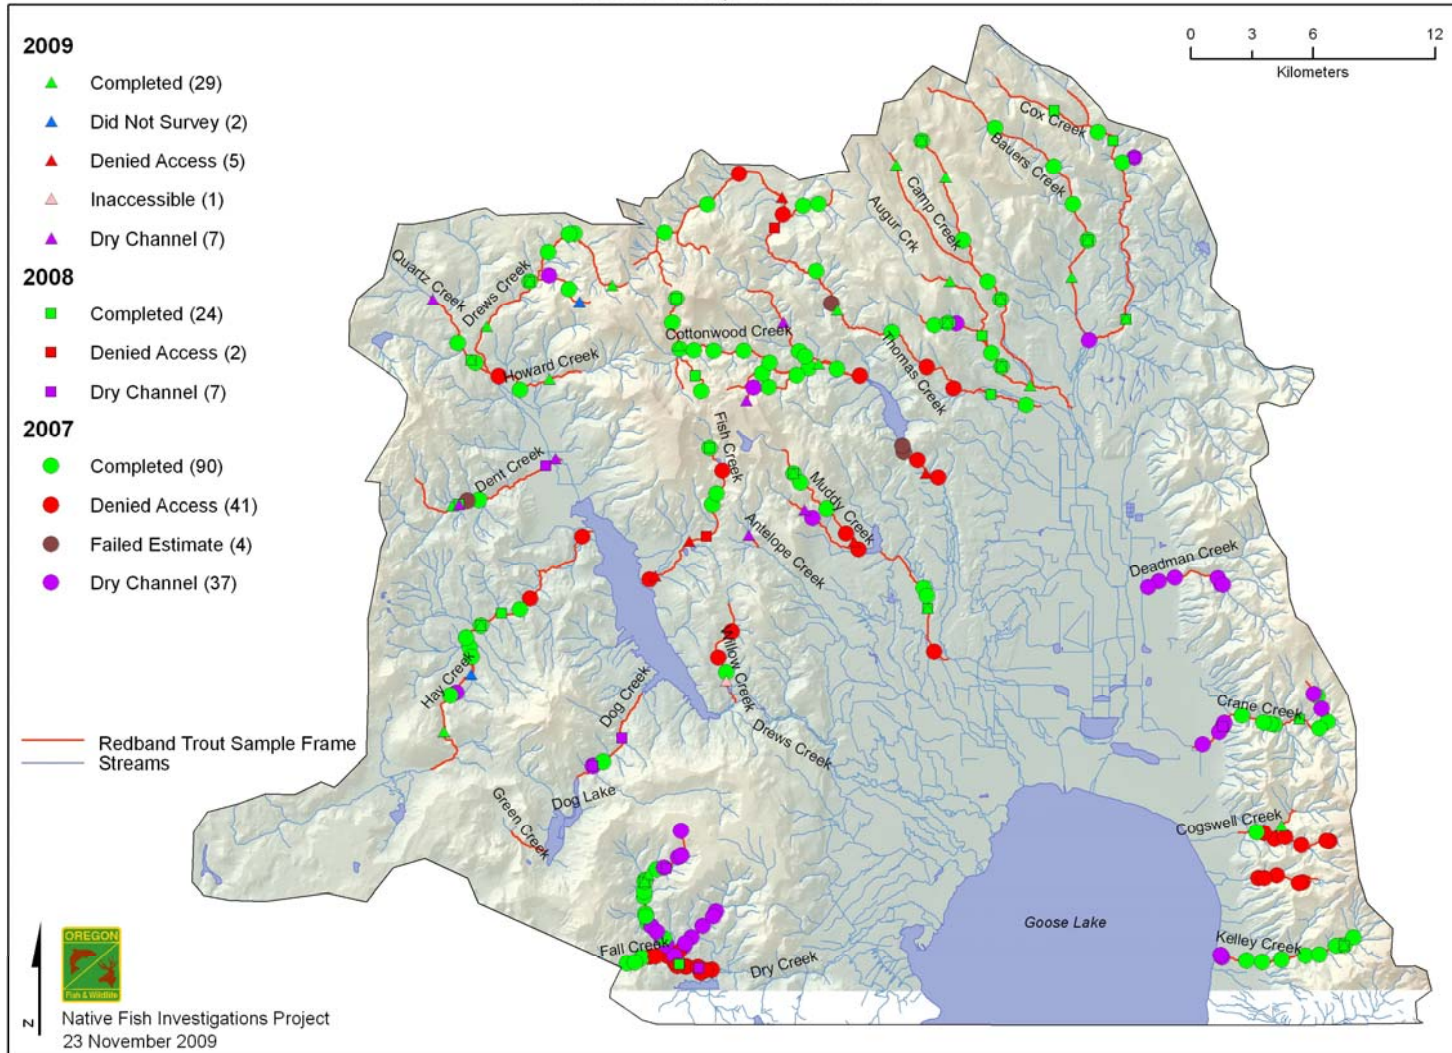 2009
Completed (29)
Did Not Survey (2)
Denied Access (5)
Inaccessible (1)
Dry Channel (7)
2008
Completed (24)
Denied Access (2)
Dry Channel (7)
2007
Completed (90)
Denied Access (41)
Failed Estimate (4)
Dry Channel (37)
Redband Trout Sample Frame
Streams
0 3 6 12
Kilometers
Cox Creek
Bauers Creek
Camp Creek
Augur Crk
Quartz Creek
Drews Creek
Howard Creek
Cottonwood Creek
Thomas Creek
Fish Creek
Dent Creek
Muddy Creek
Antelope Creek
Deadman Creek
Willow Creek
Hay Creek
Dog Creek
Drews Creek
Crane Creek
Dog Lake
Green Creek
Cogswell Creek
Goose Lake
Fall Creek
Dry Creek
Kelley Creek
OREGON
Fish & Wildlife
N
Native Fish Investigations Project
23 November 2009